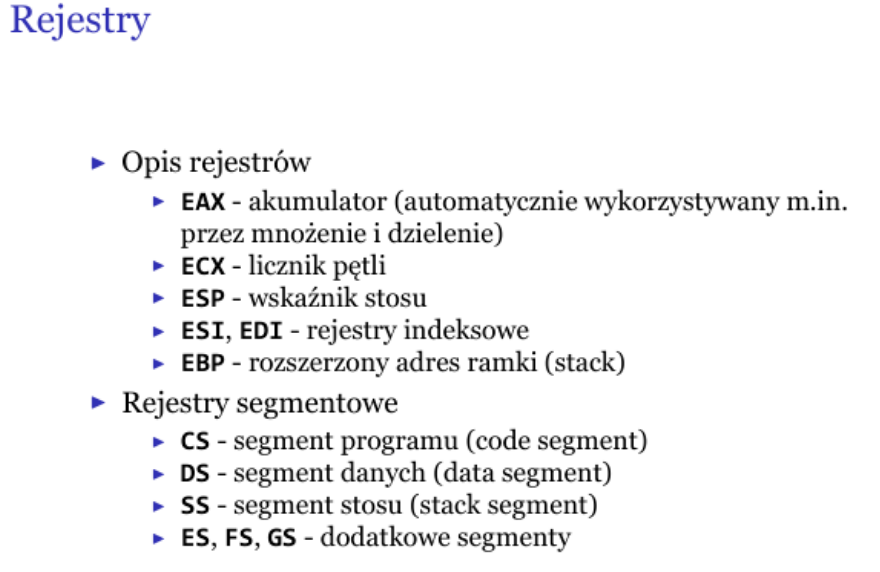 Rejestry
► Opis rejestrów
► EAX - akumulator (automatycznie wykorzystywany m.in.
przez mnożenie i dzielenie)
► ECX - licznik pętli
► ESP - wskaźnik stosu
► ESI, EDI - rejestry indeksowe
► EBP - rozszerzony adres ramki (stack)
► Rejestry segmentowe
► CS - segment programu (code segment)
► DS - segment danych (data segment)
► SS - segment stosu (stack segment)
► ES, FS, GS - dodatkowe segmenty